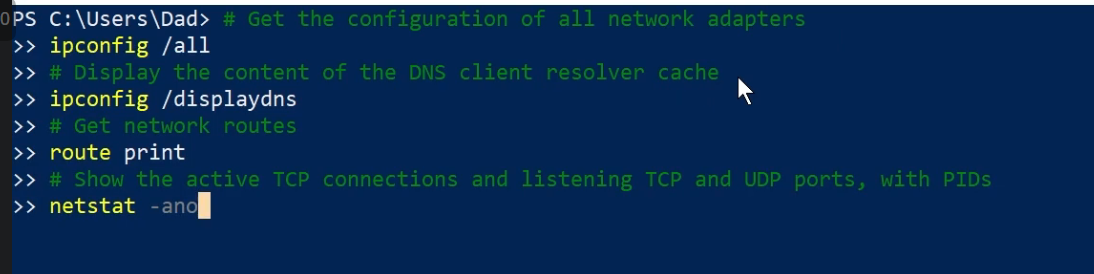 PS C:\Users\Dad> # Get the configuration of all network adapters
>> ipconfig /all
>> # Display the content of the DNS client resolver cache
>> ipconfig /displaydns
>> # Get network routes
>> route print
>> # Show the active TCP connections and listening TCP and UDP ports, with PIDs
>> netstat -ano